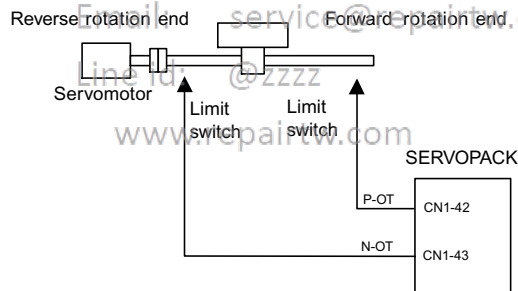 Reverse rotation end
Forward rotation end
Email: service@repairtw.
Line id: @zzzz
Servomotor
Limit
switch
Limit
switch
www.repairtw.com
SERVOPACK
P-OT
CN1-42
N-OT
CN1-43